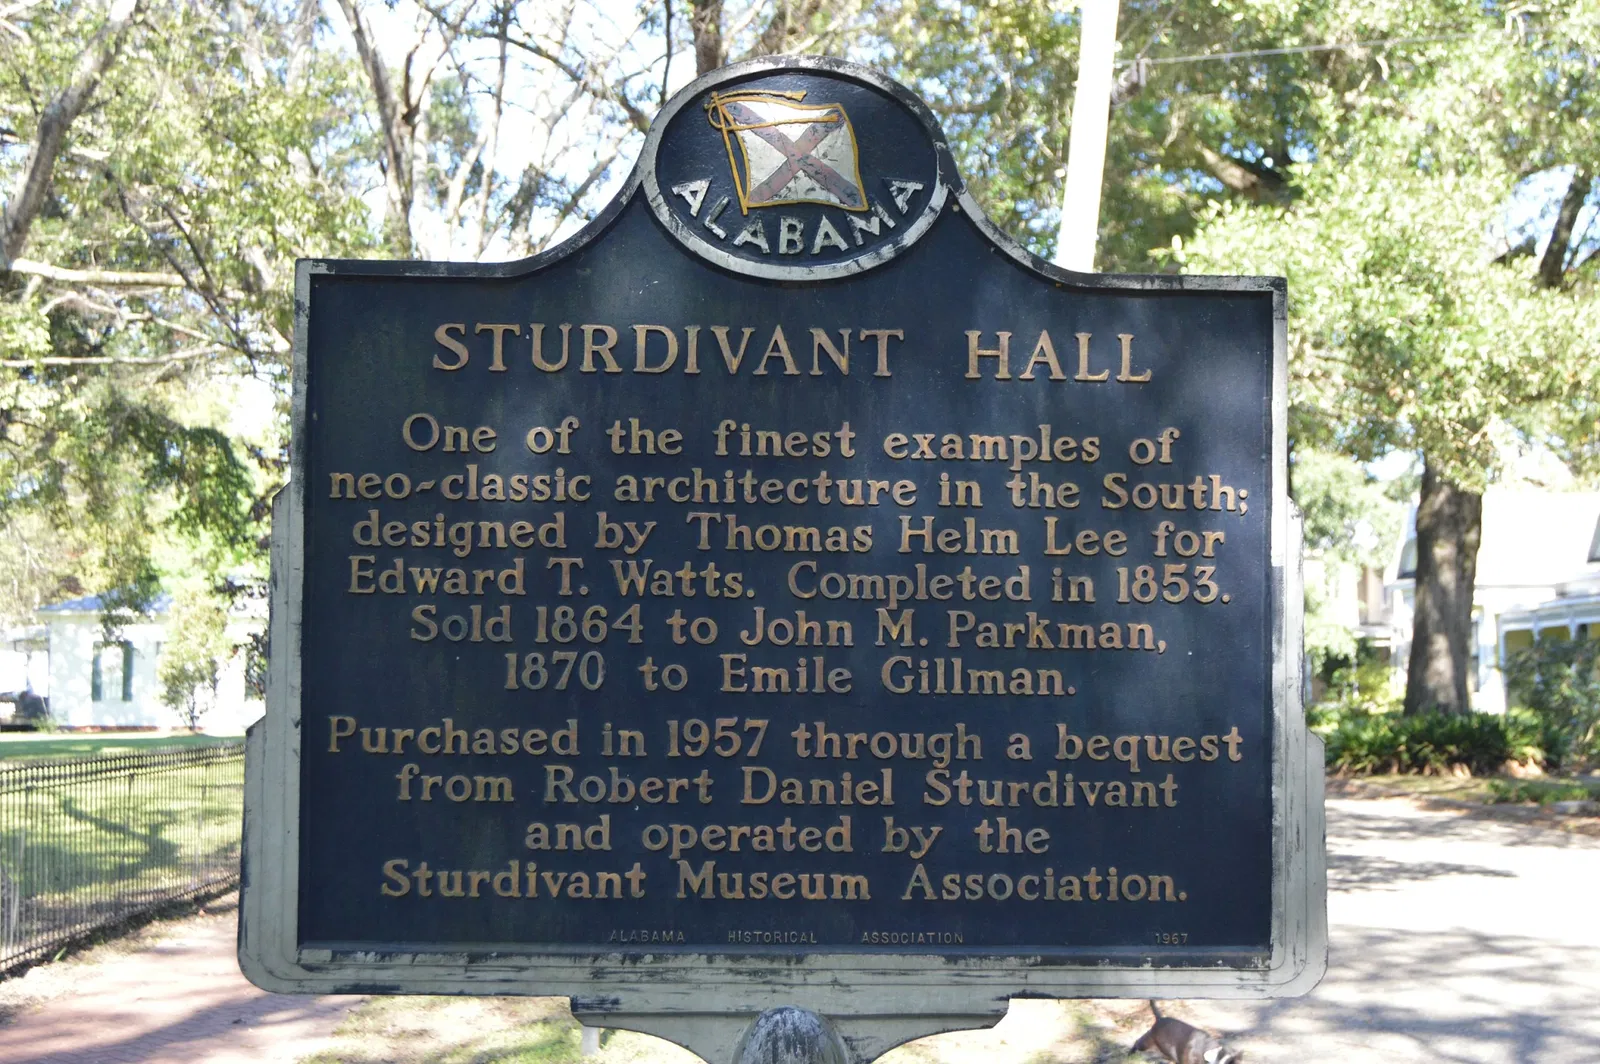 ALABAMA
STURDIVANT HALL
One of the finest examples of
neo-classic architecture in the South;
designed by Thomas Helm Lee for
Edward T. Watts. Completed in 1853.
Sold 1864 to John M. Parkman,
1870 to Emile Gillman.
Purchased in 1957 through a bequest
from Robert Daniel Sturdivant
and operated by the
Sturdivant Museum Association.
ALABAMA HISTORICAL ASSOCIATION 1967